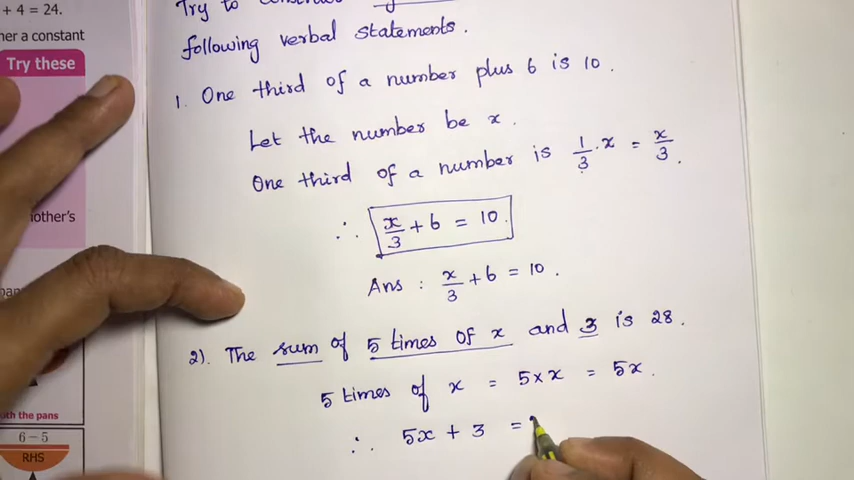 + 4 = 24.
her a constant
Try these
other's
oth the pans
6 - 5
RHS
Try to
following verbal statements.
1. One third of a number plus 6 is 10.
Let the number be x.
One third of a number is 1/3 . x = x/3.
∴ x/3 + 6 = 10.
Ans : x/3 + 6 = 10.
2). The sum of 5 times of x and 3 is 28.
5 times of x = 5 × x = 5x.
∴ 5x + 3 =